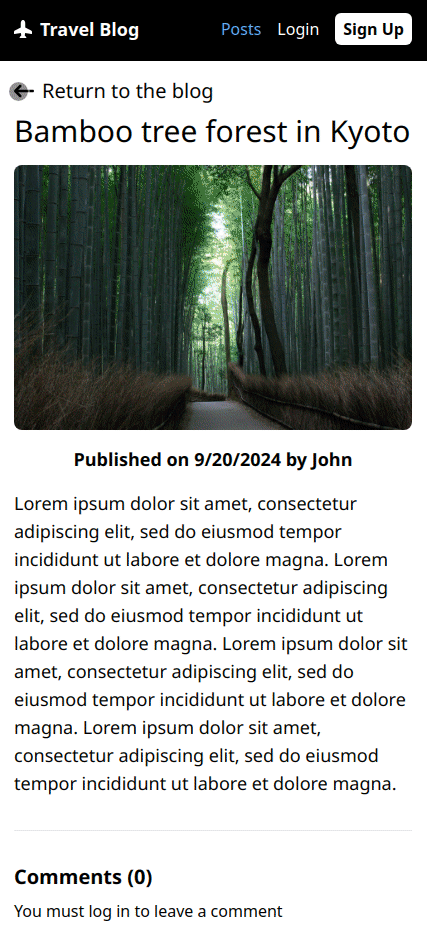 Travel Blog
Posts Login Sign Up
Return to the blog
Bamboo tree forest in Kyoto
Published on 9/20/2024 by John
Lorem ipsum dolor sit amet, consectetur
adipiscing elit, sed do eiusmod tempor
incididunt ut labore et dolore magna. Lorem
ipsum dolor sit amet, consectetur adipiscing
elit, sed do eiusmod tempor incididunt ut
labore et dolore magna. Lorem ipsum dolor sit
amet, consectetur adipiscing elit, sed do
eiusmod tempor incididunt ut labore et dolore
magna. Lorem ipsum dolor sit amet,
consectetur adipiscing elit, sed do eiusmod
tempor incididunt ut labore et dolore magna.
Comments (0)
You must log in to leave a comment